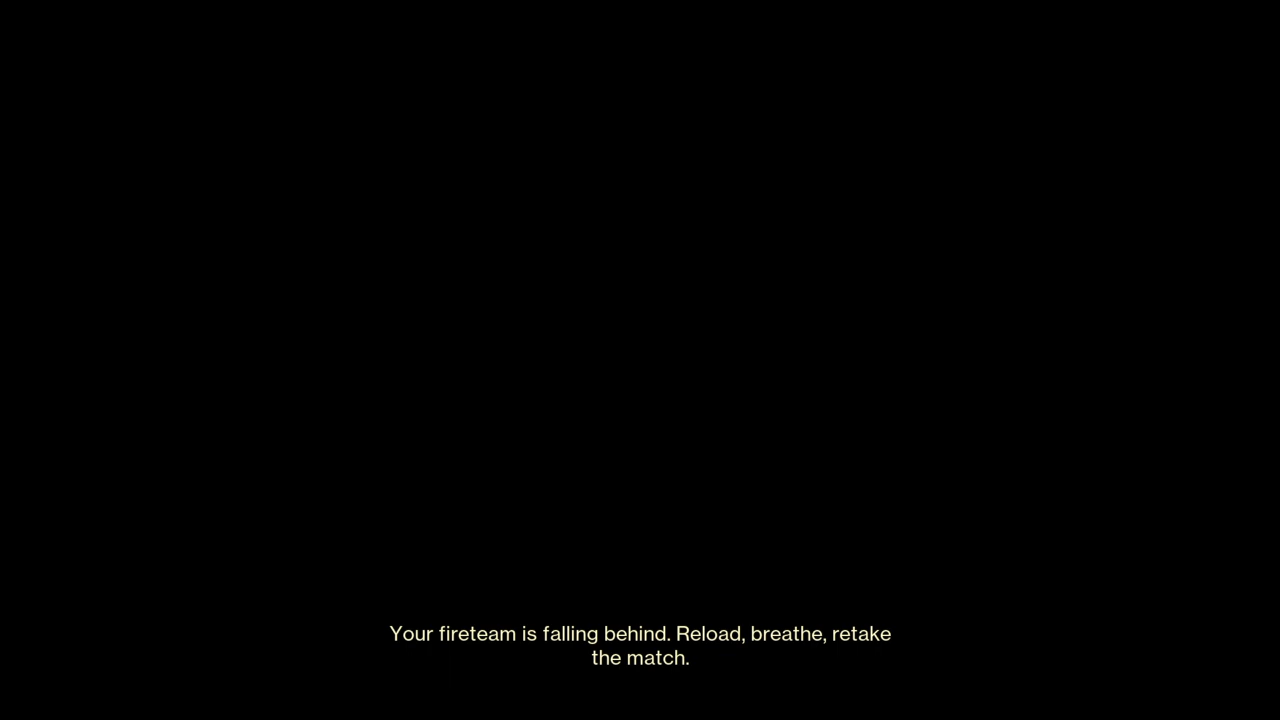 Your fireteam is falling behind. Reload, breathe, retake
the match.